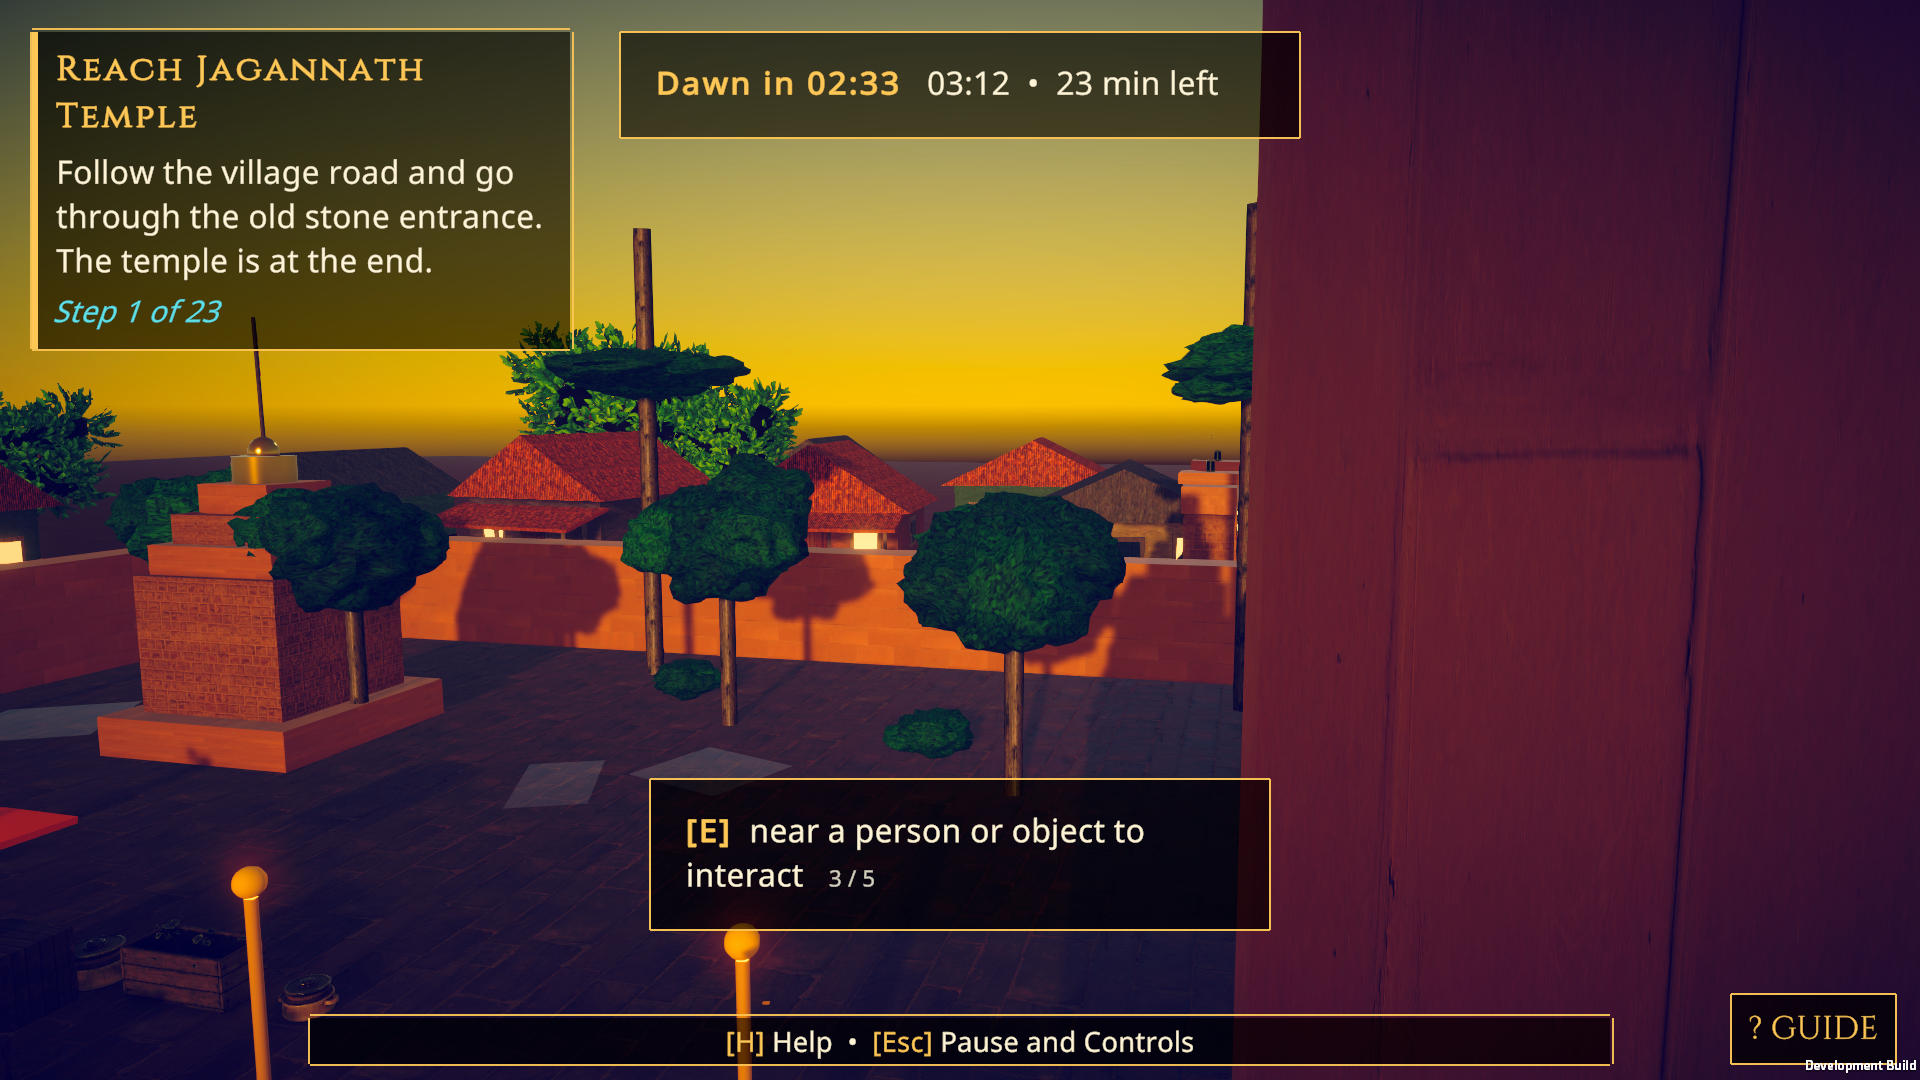 REACH JAGANNATH
TEMPLE
Follow the village road and go
through the old stone entrance.
The temple is at the end.
Step 1 of 23
Dawn in 02:33 03:12 • 23 min left
[E] near a person or object to
interact 3 / 5
[H] Help • [Esc] Pause and Controls
? GUIDE
Development Build